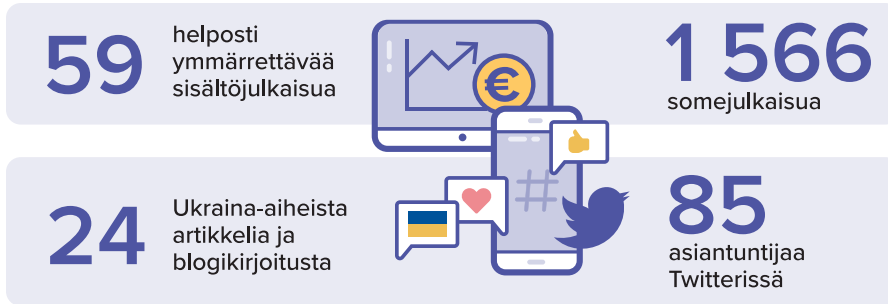 59
helposti
ymmärrettävää
sisältöjulkaisua
1 566
somejulkaisua
€
#
24
Ukraina-aiheista
artikkelia ja
blogikirjoitusta
85
asiantuntijaa
Twitterissä